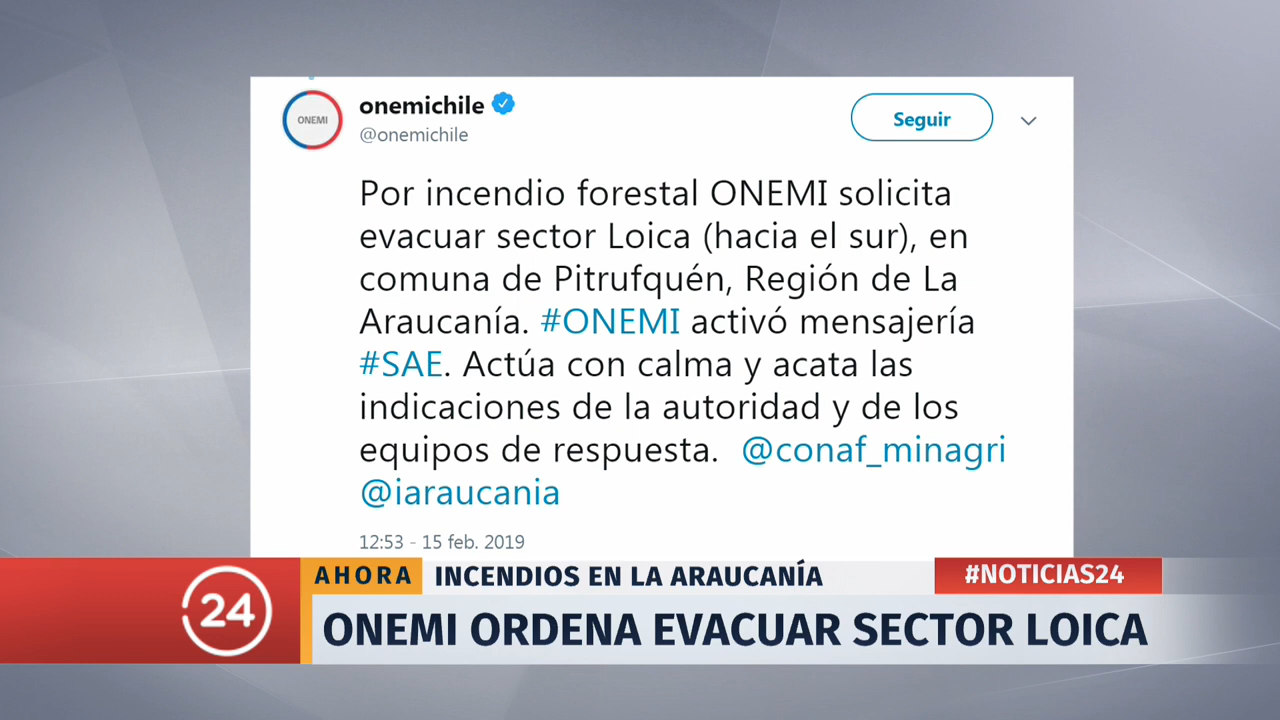 ONEMI
onemichile
@onemichile
Seguir
Por incendio forestal ONEMI solicita
evacuar sector Loica (hacia el sur), en
comuna de Pitrufquén, Región de La
Araucanía. #ONEMI activó mensajería
#SAE. Actúa con calma y acata las
indicaciones de la autoridad y de los
equipos de respuesta. @conaf_minagri
@iaraucania
12:53 - 15 feb. 2019
24
AHORA
INCENDIOS EN LA ARAUCANÍA
#NOTICIAS24
ONEMI ORDENA EVACUAR SECTOR LOICA